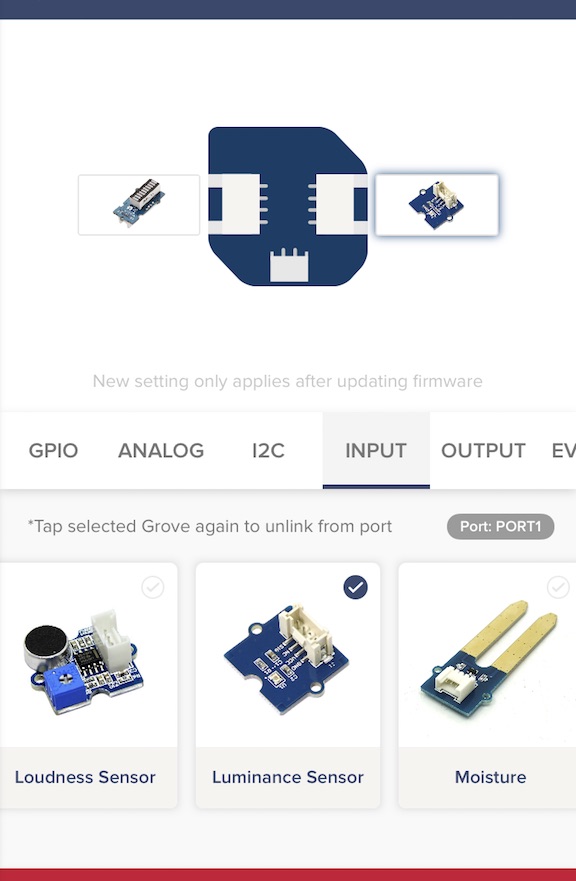 New setting only applies after updating firmware
GPIO ANALOG I2C INPUT OUTPUT EV
*Tap selected Grove again to unlink from port Port: PORT1
Loudness Sensor Luminance Sensor Moisture